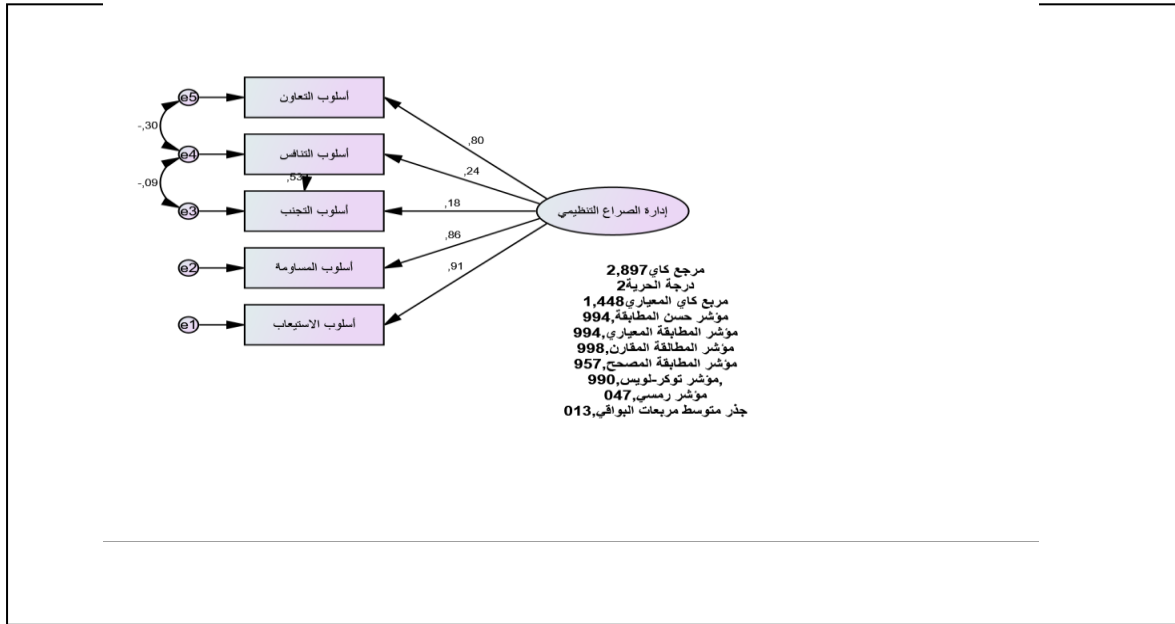 e5
أسلوب التعاون
-,30
,80
e4
أسلوب التنافس
,24
-,09
,53
e3
أسلوب التجنب
,18
إدارة الصراع التنظيمي
,86
e2
أسلوب المساومة
,91
e1
أسلوب الاستيعاب
مرجع كاي2,897
درجة الحرية2
مربع كاي المعياري1,448
مؤشر حسن المطابقة,994
مؤشر المطابقة المعياري,994
مؤشر المطالقة المقارن,998
مؤشر المطابقة المصحح,957
,مؤشر توكر-لويس,990
مؤشر رمسي,047
جذر متوسط مربعات البواقي,013